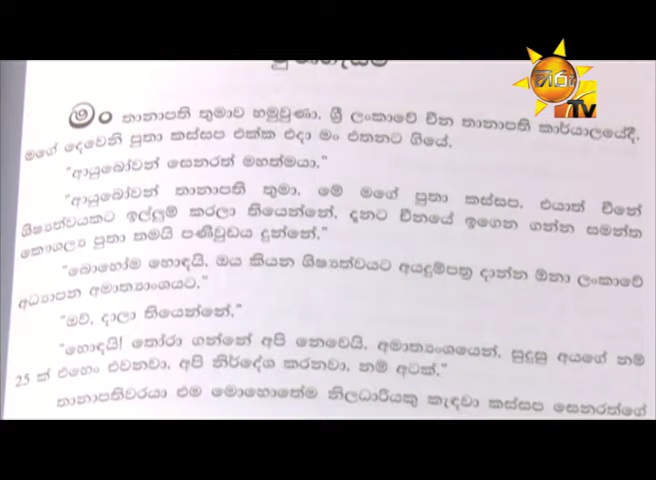 හිරු
TV
මං තානාපති තුමාව හමුවුණා. ශ්‍රී ලංකාවේ චීන තානාපති කාර්යාලයේදී.
මගේ දෙවෙනි පුතා කස්සප එක්ක එදා මං එතනට ගියේ.
"ආයුබෝවන් සෙනරත් මහත්මයා."
"ආයුබෝවන් තානාපති තුමා. මේ මගේ පුතා කස්සප. එයාත් චීනේ
ශිෂ්‍යත්වයකට ඉල්ලුම් කරලා තියෙන්නේ. දැනට චීනයේ ඉගෙන ගන්න සමන්ත
කෞශල්‍ය පුතා තමයි පණිවුඩය දුන්නේ."
"බොහෝම හොඳයි. ඔය කියන ශිෂ්‍යත්වයට අයදුම්පත්‍ර දාන්න ඕනා ලංකාවේ
අධ්‍යාපන අමාත්‍යාංශයට."
"ඔව්. දාලා තියෙන්නේ."
"හොඳයි! තෝරා ගන්නේ අපි නෙවෙයි. අමාත්‍යංශයෙන්. සුදුසු අයගේ නම්
25 ක් එහෙං එවනවා. අපි නිර්දේශ කරනවා. නම් අටක්."
තානාපතිවරයා එම මොහොතේම නිලධාරියකු කැඳවා කස්සප සෙනරත්ගේ